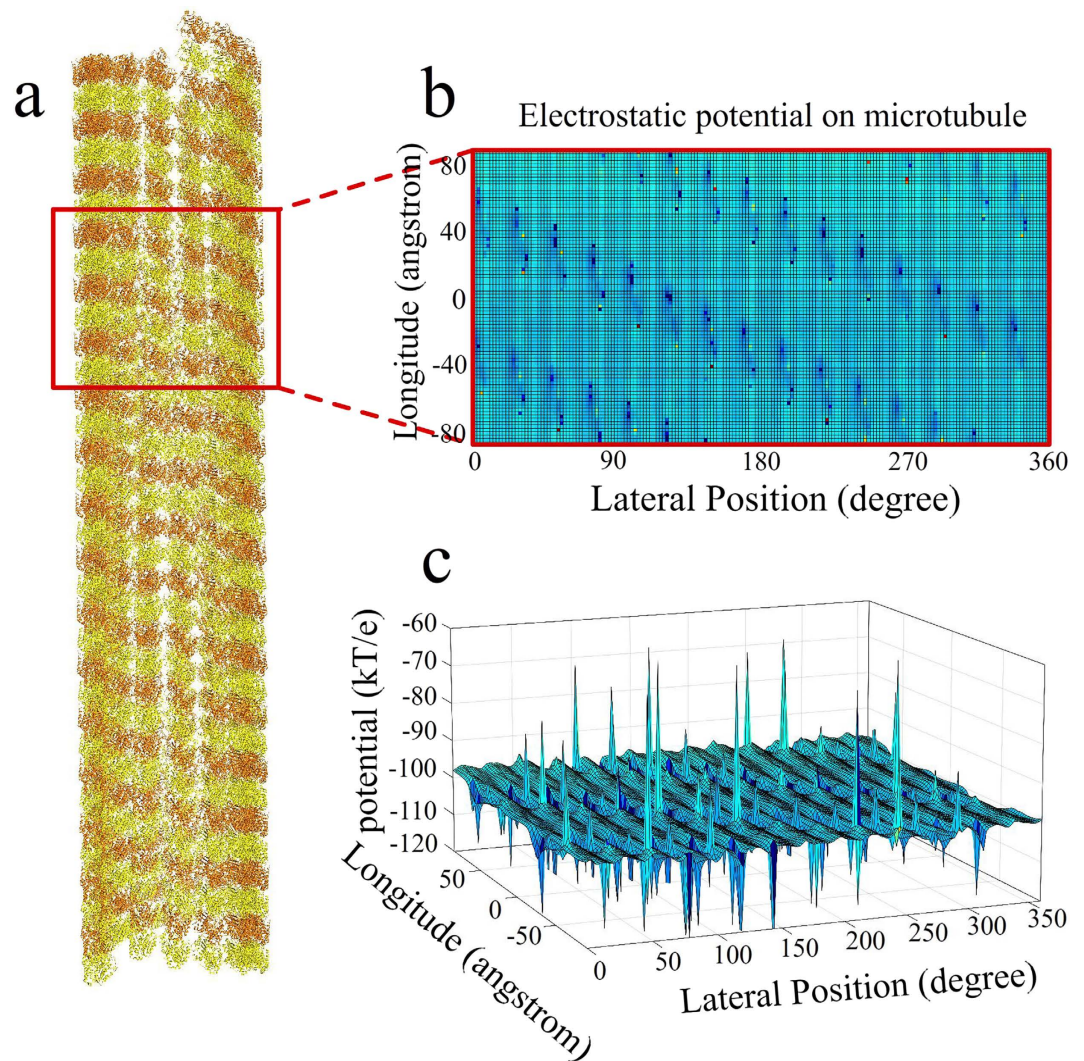 a
b
Electrostatic potential on microtubule
Longitude (angstrom)
80
40
0
-40
-80
0 90 180 270 360
Lateral Position (degree)
c
potential (kT/e)
-60
-70
-80
-90
-100
-110
-120
Longitude (angstrom)
50
0
-50
0 50 100 150 200 250 300 350
Lateral Position (degree)